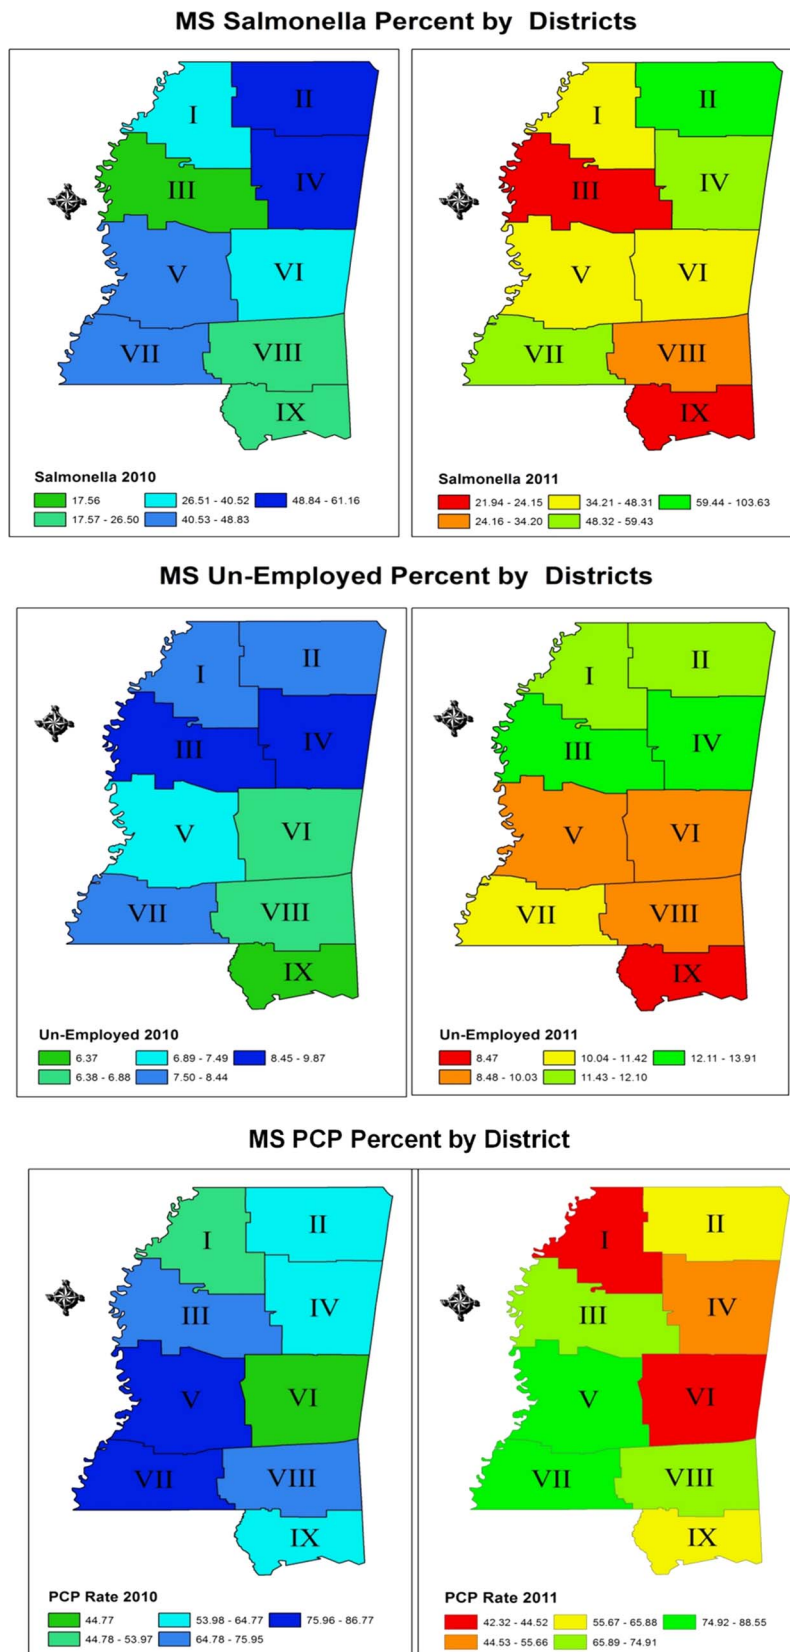 MS Salmonella Percent by Districts
I
II
III
IV
V
VI
VII
VIII
IX
Salmonella 2010
17.56
26.51 - 40.52
48.84 - 61.16
17.57 - 26.50
40.53 - 48.83
I
II
III
IV
V
VI
VII
VIII
IX
Salmonella 2011
21.94 - 24.15
34.21 - 48.31
59.44 - 103.63
24.16 - 34.20
48.32 - 59.43
MS Un-Employed Percent by Districts
I
II
III
IV
V
VI
VII
VIII
IX
Un-Employed 2010
6.37
6.89 - 7.49
8.45 - 9.87
6.38 - 6.88
7.50 - 8.44
I
II
III
IV
V
VI
VII
VIII
IX
Un-Employed 2011
8.47
10.04 - 11.42
12.11 - 13.91
8.48 - 10.03
11.43 - 12.10
MS PCP Percent by District
I
II
III
IV
V
VI
VII
VIII
IX
PCP Rate 2010
44.77
53.98 - 64.77
75.96 - 86.77
44.78 - 53.97
64.78 - 75.95
I
II
III
IV
V
VI
VII
VIII
IX
PCP Rate 2011
42.32 - 44.52
55.67 - 65.88
74.92 - 88.55
44.53 - 55.66
65.89 - 74.91